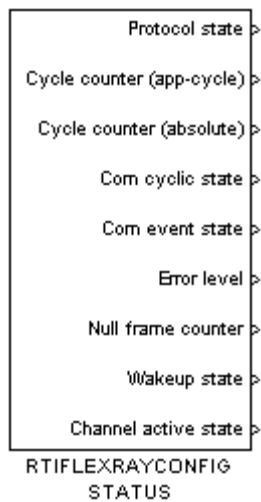 Protocol state
Cycle counter (app-cycle)
Cycle counter (absolute)
Com cyclic state
Com event state
Error level
Null frame counter
Wakeup state
Channel active state
RTIFLEXRAYCONFIG
STATUS